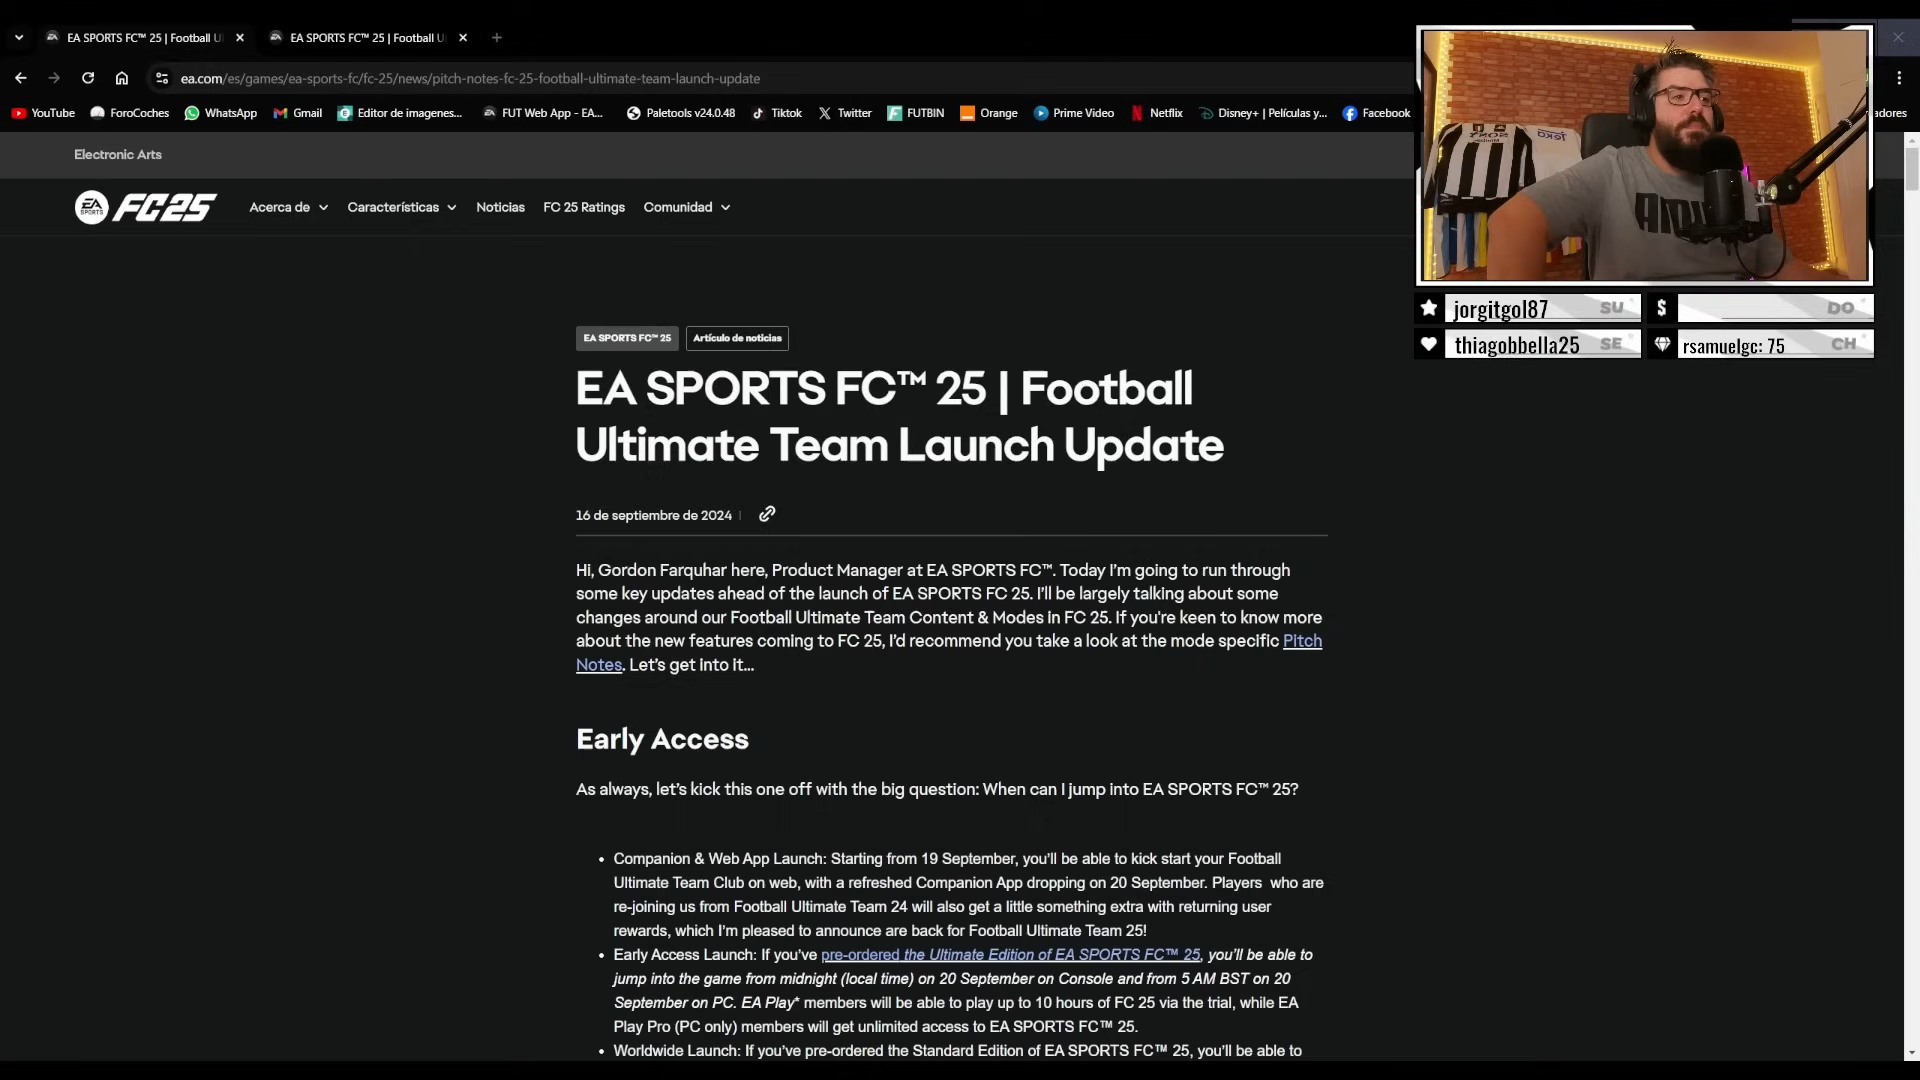 EA SPORTS FC™ 25 | Football U
EA SPORTS FC™ 25 | Football U
ea.com/es/games/ea-sports-fc/fc-25/news/pitch-notes-fc-25-football-ultimate-team-launch-update
YouTube ForoCoches WhatsApp Gmail Editor de imagenes... FUT Web App - EA... Paletools v24.0.48 Tiktok Twitter FUTBIN Orange Prime Video Netflix Disney+ | Películas y... Facebook adores
Electronic Arts
EA SPORTS FC25 Acerca de Características Noticias FC 25 Ratings Comunidad
jorgitgol87 SU $ DO
thiagobbella25 SE rsamuelgc: 75 CH
EA SPORTS FC™ 25 Artículo de noticias
EA SPORTS FC™ 25 | Football
Ultimate Team Launch Update
16 de septiembre de 2024
Hi, Gordon Farquhar here, Product Manager at EA SPORTS FC™. Today I'm going to run through
some key updates ahead of the launch of EA SPORTS FC 25. I'll be largely talking about some
changes around our Football Ultimate Team Content & Modes in FC 25. If you're keen to know more
about the new features coming to FC 25, I'd recommend you take a look at the mode specific Pitch
Notes. Let's get into it...
Early Access
As always, let's kick this one off with the big question: When can I jump into EA SPORTS FC™ 25?
• Companion & Web App Launch: Starting from 19 September, you'll be able to kick start your Football
Ultimate Team Club on web, with a refreshed Companion App dropping on 20 September. Players who are
re-joining us from Football Ultimate Team 24 will also get a little something extra with returning user
rewards, which I'm pleased to announce are back for Football Ultimate Team 25!
• Early Access Launch: If you've pre-ordered the Ultimate Edition of EA SPORTS FC™ 25, you'll be able to
jump into the game from midnight (local time) on 20 September on Console and from 5 AM BST on 20
September on PC. EA Play* members will be able to play up to 10 hours of FC 25 via the trial, while EA
Play Pro (PC only) members will get unlimited access to EA SPORTS FC™ 25.
• Worldwide Launch: If you've pre-ordered the Standard Edition of EA SPORTS FC™ 25, you'll be able to